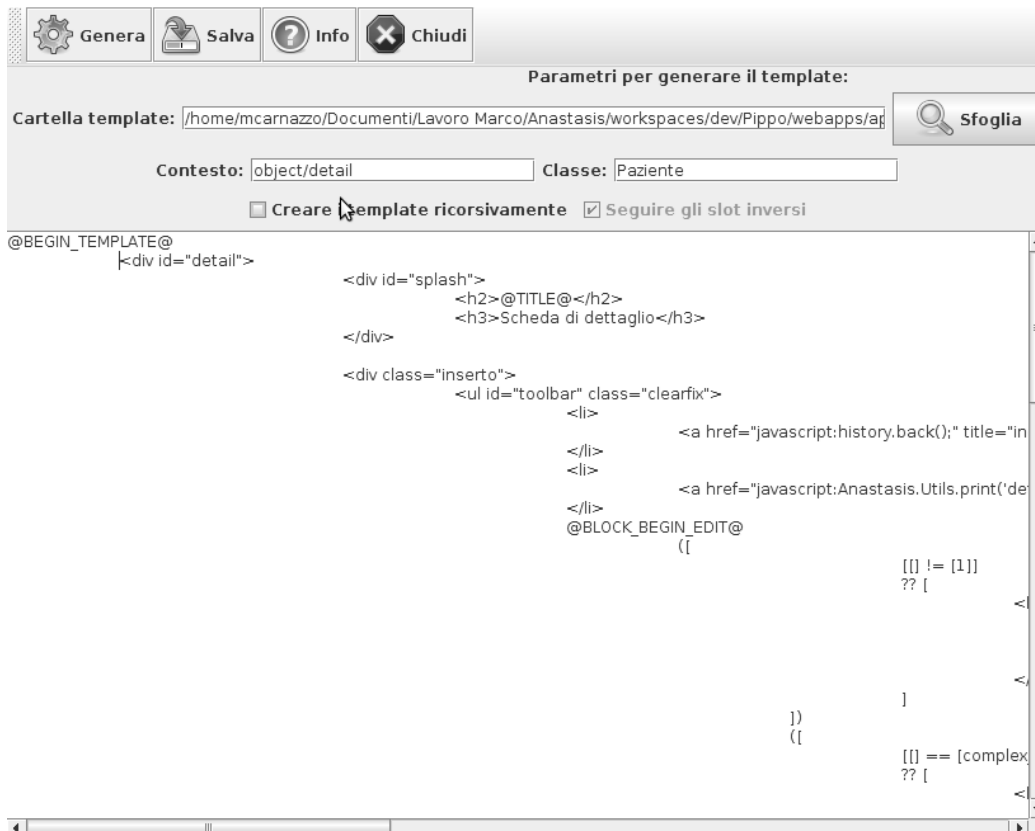 Genera Salva Info Chiudi
Parametri per generare il template:
Cartella template: /home/mcarnazzo/Documenti/Lavoro Marco/Anastasis/workspaces/dev/Pippo/webapps/ap Sfoglia
Contesto: object/detail Classe: Paziente
Creare template ricorsivamente Seguire gli slot inversi
@BEGIN_TEMPLATE@
<div id="detail">
<div id="splash">
<h2>@TITLE@</h2>
<h3>Scheda di dettaglio</h3>
</div>
<div class="inserto">
<ul id="toolbar" class="clearfix">
<li>
<a href="javascript:history.back();" title="in
</li>
<li>
<a href="javascript:Anastasis.Utils.print('de
</li>
@BLOCK_BEGIN_EDIT@
([
[[] != [1]]
?? [
<l
</
]
])
([
[[] == [complex_
?? [
<l